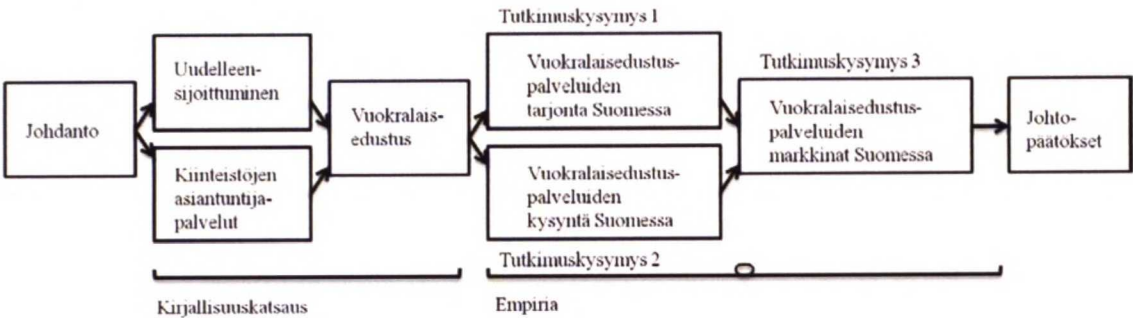 Johdanto
Uudelleen-
sijoittuminen
Kiinteistöjen
asiantuntija-
palvelut
Vuokralais-
edustus
Tutkimuskysymys 1
Vuokralaisedustus-
palveluiden
tarjonta Suomessa
Vuokralaisedustus-
palveluiden
kysyntä Suomessa
Tutkimuskysymys 2
Tutkimuskysymys 3
Vuokralaisedustus-
palveluiden
markkinat Suomessa
Johto-
päätökset
Kirjallisuuskatsaus
Empiria